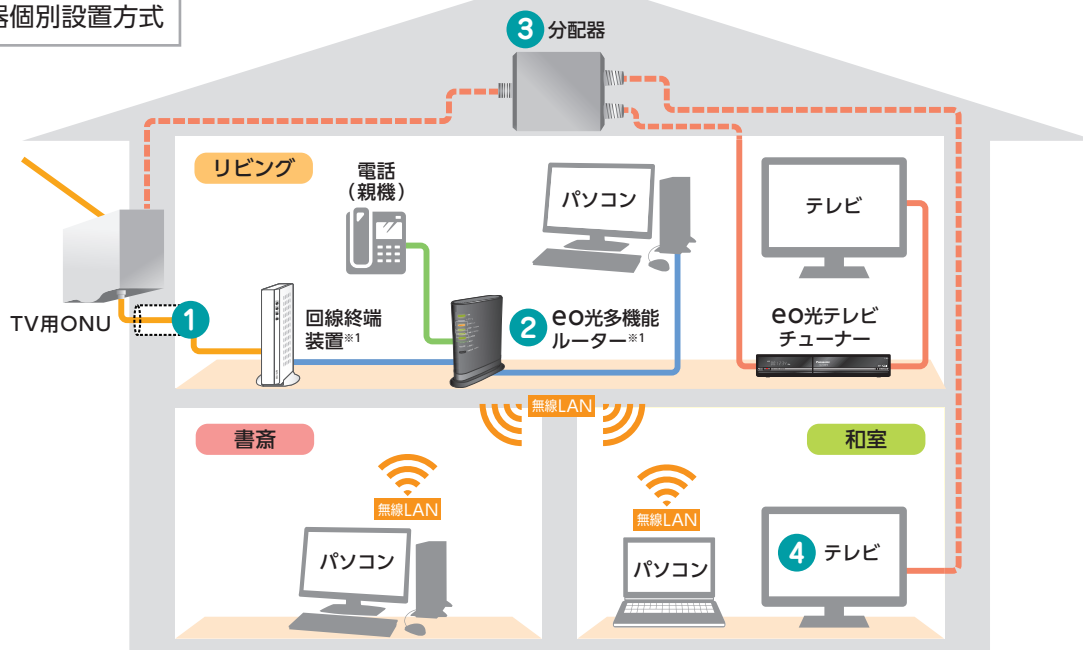 器個別設置方式
3 分配器
リビング
電話
(親機)
パソコン
テレビ
TV用ONU
1
回線終端
装置※1
2 eo光多機能
ルーター※1
eo光テレビ
チューナー
無線LAN
書斎
和室
無線LAN
無線LAN
パソコン
パソコン
4 テレビ